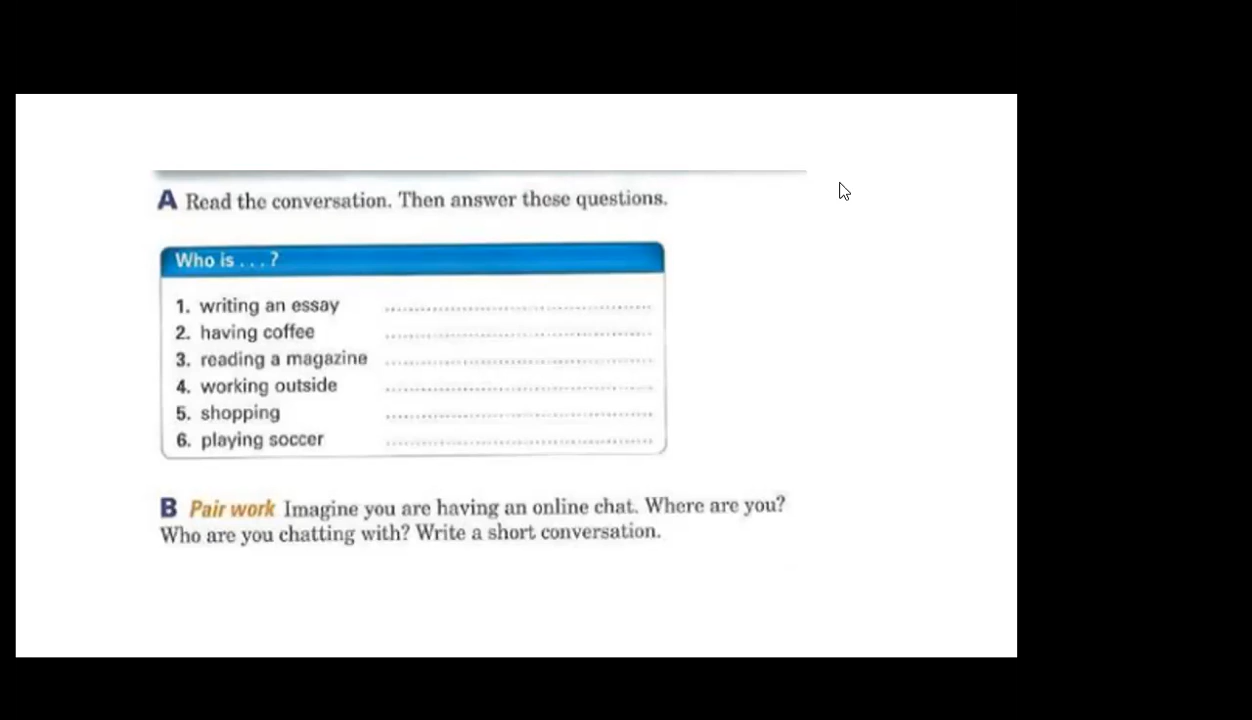 A Read the conversation. Then answer these questions.
Who is . . . ?
1. writing an essay
2. having coffee
3. reading a magazine
4. working outside
5. shopping
6. playing soccer
B Pair work Imagine you are having an online chat. Where are you?
Who are you chatting with? Write a short conversation.